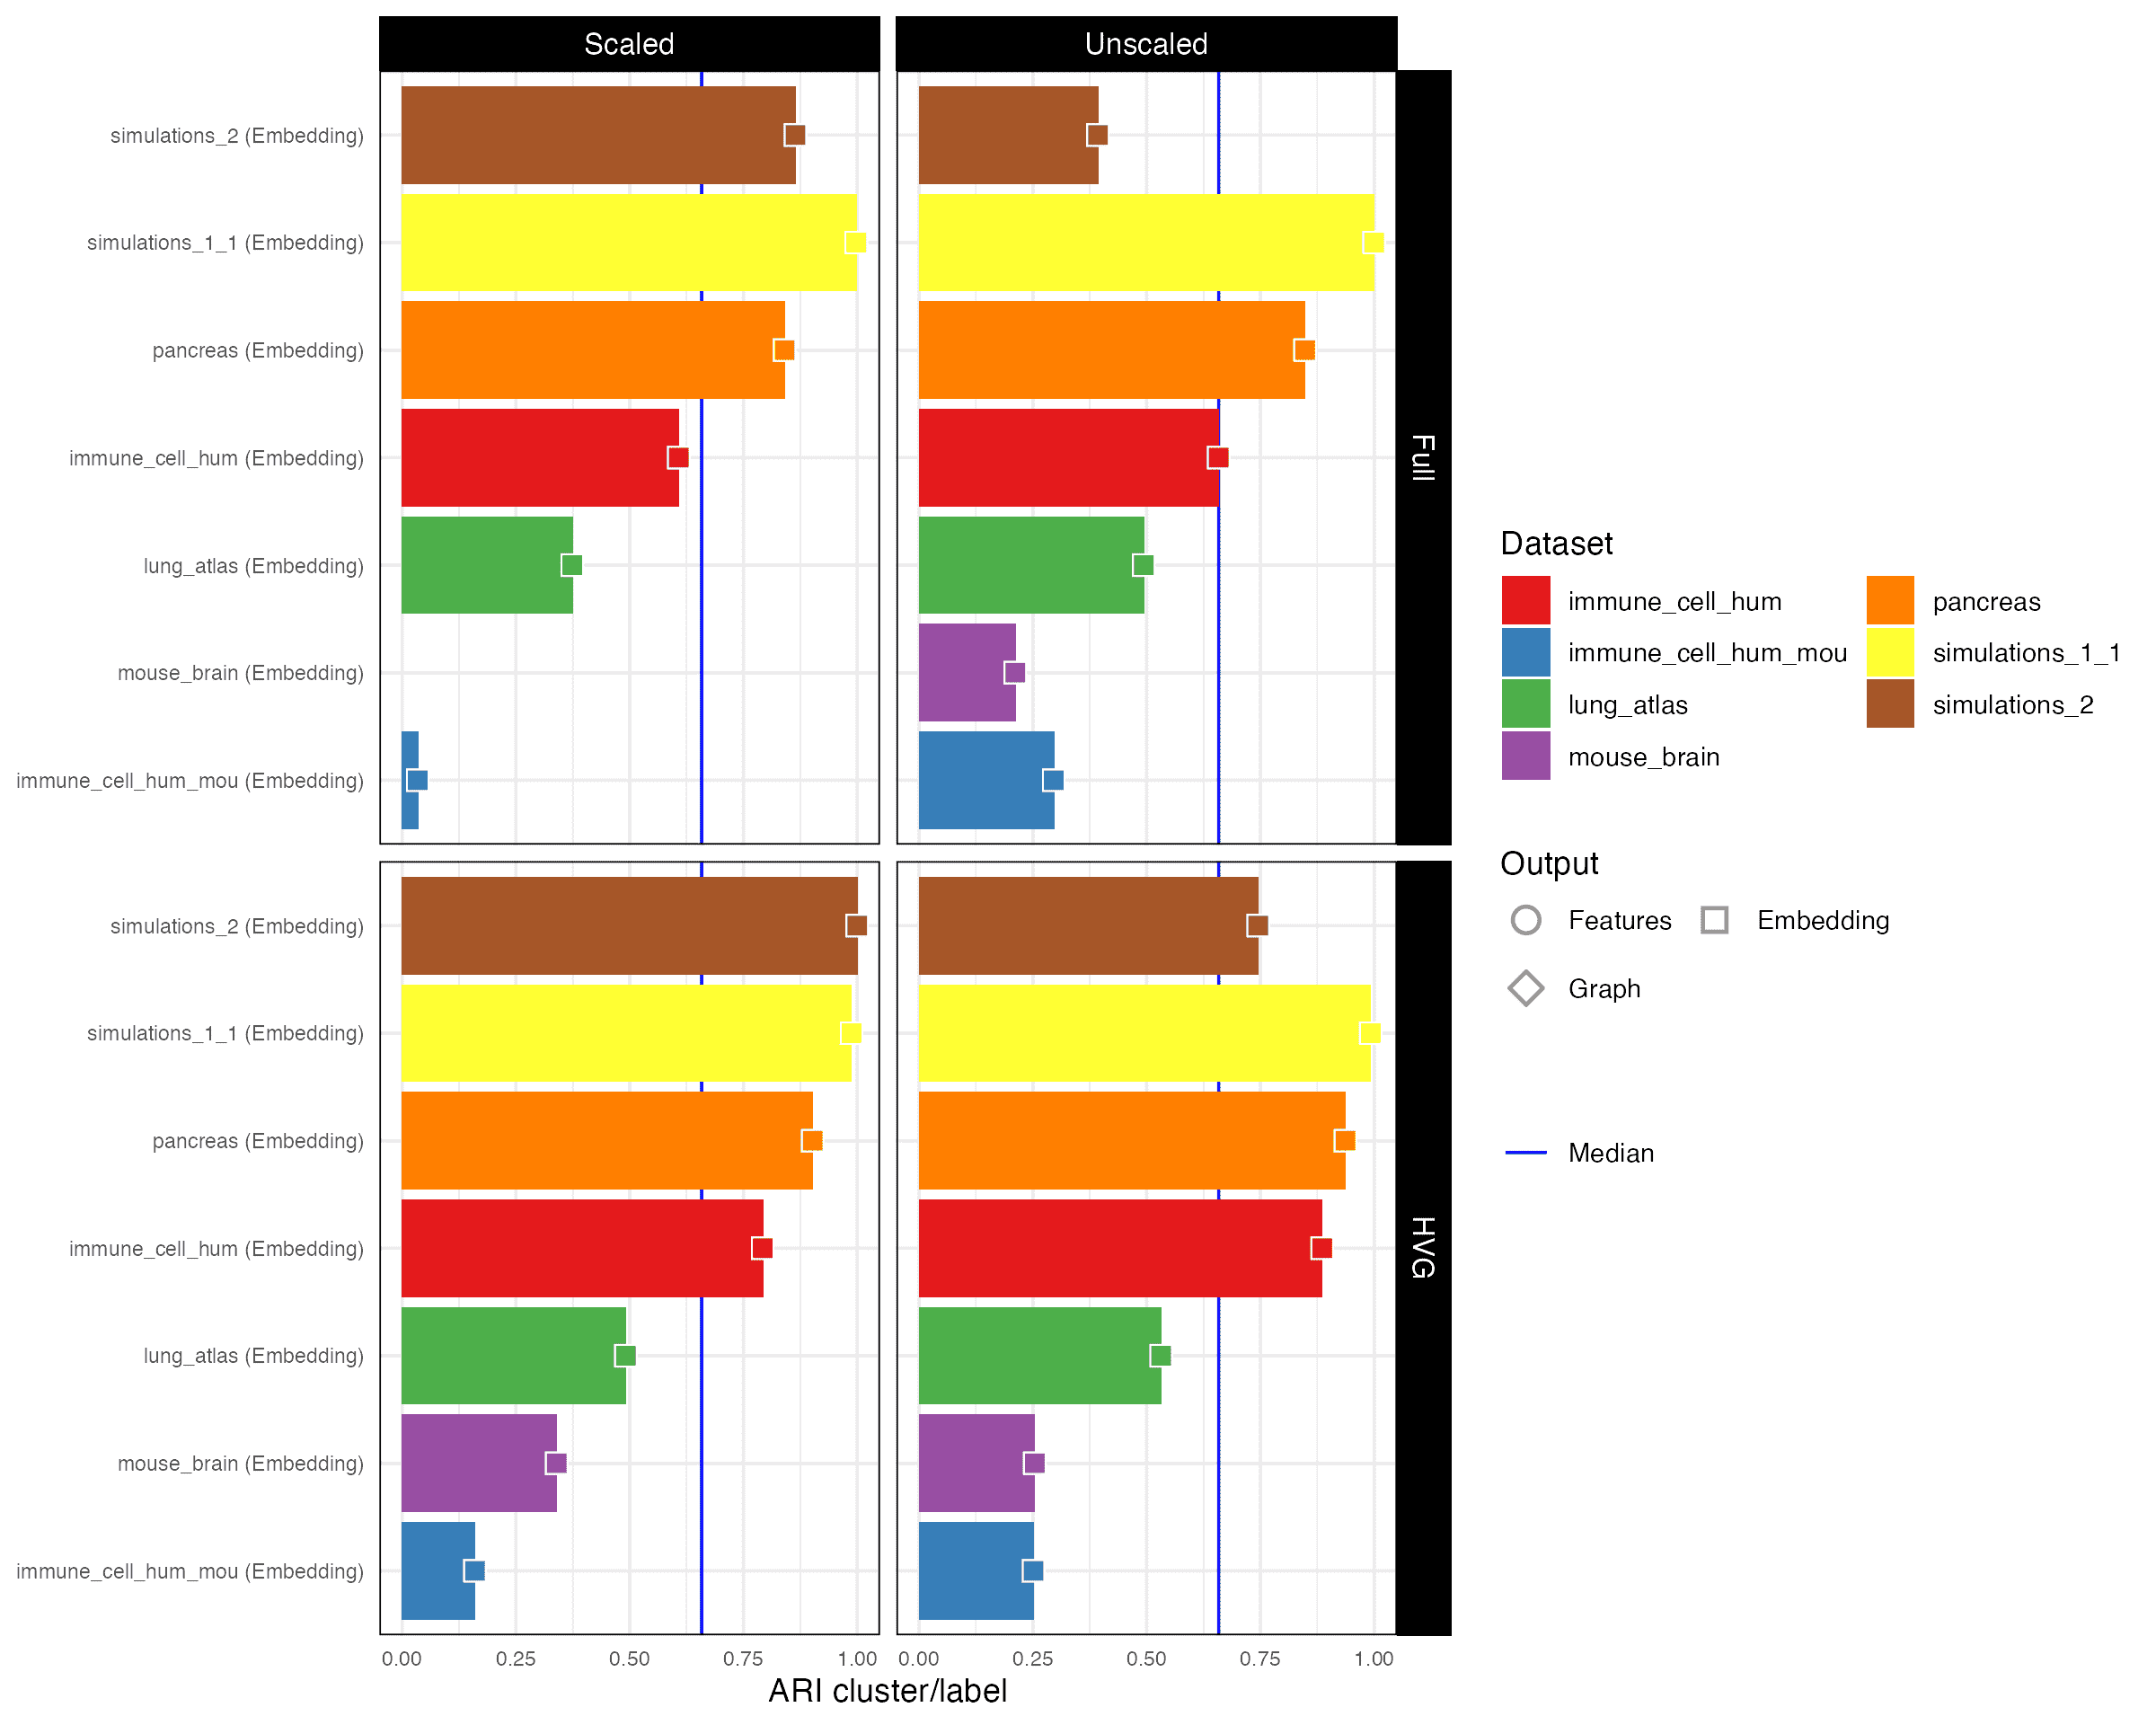 Scaled
Unscaled
simulations_2 (Embedding)
simulations_1_1 (Embedding)
pancreas (Embedding)
immune_cell_hum (Embedding)
lung_atlas (Embedding)
mouse_brain (Embedding)
immune_cell_hum_mou (Embedding)
Full
simulations_2 (Embedding)
simulations_1_1 (Embedding)
pancreas (Embedding)
immune_cell_hum (Embedding)
lung_atlas (Embedding)
mouse_brain (Embedding)
immune_cell_hum_mou (Embedding)
HVG
0.00 0.25 0.50 0.75 1.00
0.00 0.25 0.50 0.75 1.00
ARI cluster/label
Dataset
immune_cell_hum
immune_cell_hum_mou
lung_atlas
mouse_brain
pancreas
simulations_1_1
simulations_2
Output
Features
Embedding
Graph
Median